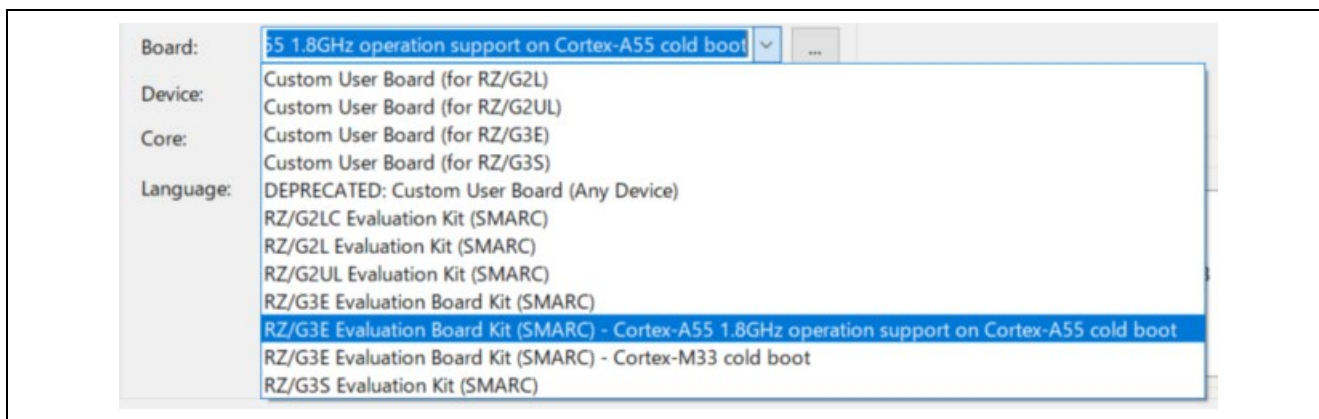 Board:
55 1.8GHz operation support on Cortex-A55 cold boot
...
Device:
Core:
Language:
Custom User Board (for RZ/G2L)
Custom User Board (for RZ/G2UL)
Custom User Board (for RZ/G3E)
Custom User Board (for RZ/G3S)
DEPRECATED: Custom User Board (Any Device)
RZ/G2LC Evaluation Kit (SMARC)
RZ/G2L Evaluation Kit (SMARC)
RZ/G2UL Evaluation Kit (SMARC)
RZ/G3E Evaluation Board Kit (SMARC)
RZ/G3E Evaluation Board Kit (SMARC) - Cortex-A55 1.8GHz operation support on Cortex-A55 cold boot
RZ/G3E Evaluation Board Kit (SMARC) - Cortex-M33 cold boot
RZ/G3S Evaluation Kit (SMARC)